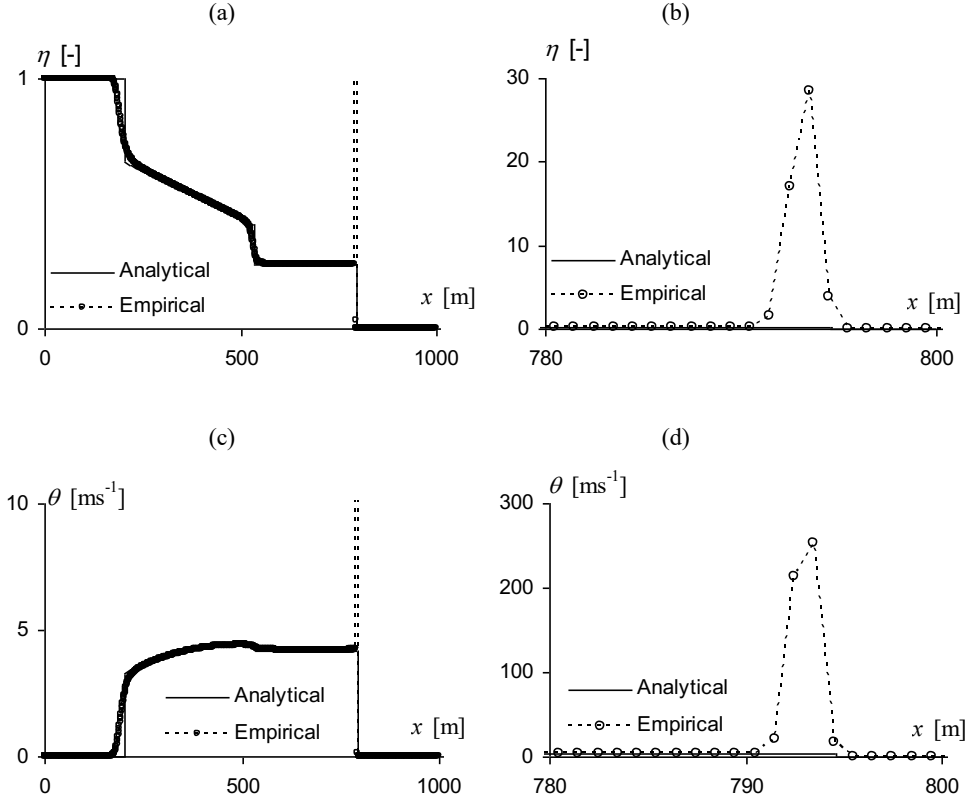 (a)
η [-]
1
0
0
500
1000
x [m]
Analytical
Empirical
(b)
η [-]
30
20
10
0
780
800
x [m]
Analytical
Empirical
(c)
θ [ms⁻¹]
10
5
0
0
500
1000
x [m]
Analytical
Empirical
(d)
θ [ms⁻¹]
300
200
100
0
780
790
800
x [m]
Analytical
Empirical